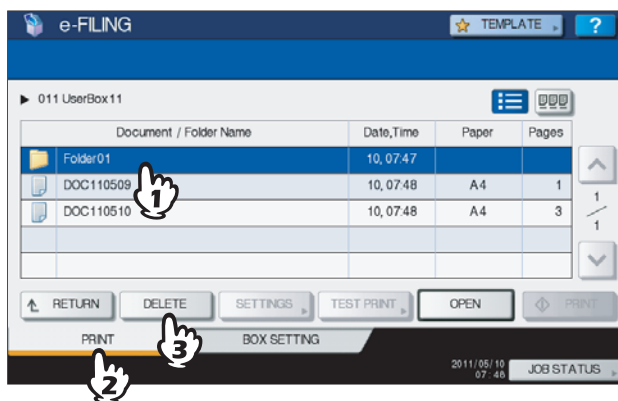 e-FILING TEMPLATE ?
011 UserBox11
Document / Folder Name Date,Time Paper Pages
Folder01 10, 07:47
DOC110509 10, 07:48 A4 1
DOC110510 10, 07:48 A4 3
1
1
RETURN DELETE SETTINGS TEST PRINT OPEN PRINT
PRINT BOX SETTING
2011/05/10
07:48 JOB STATUS
1
2
3